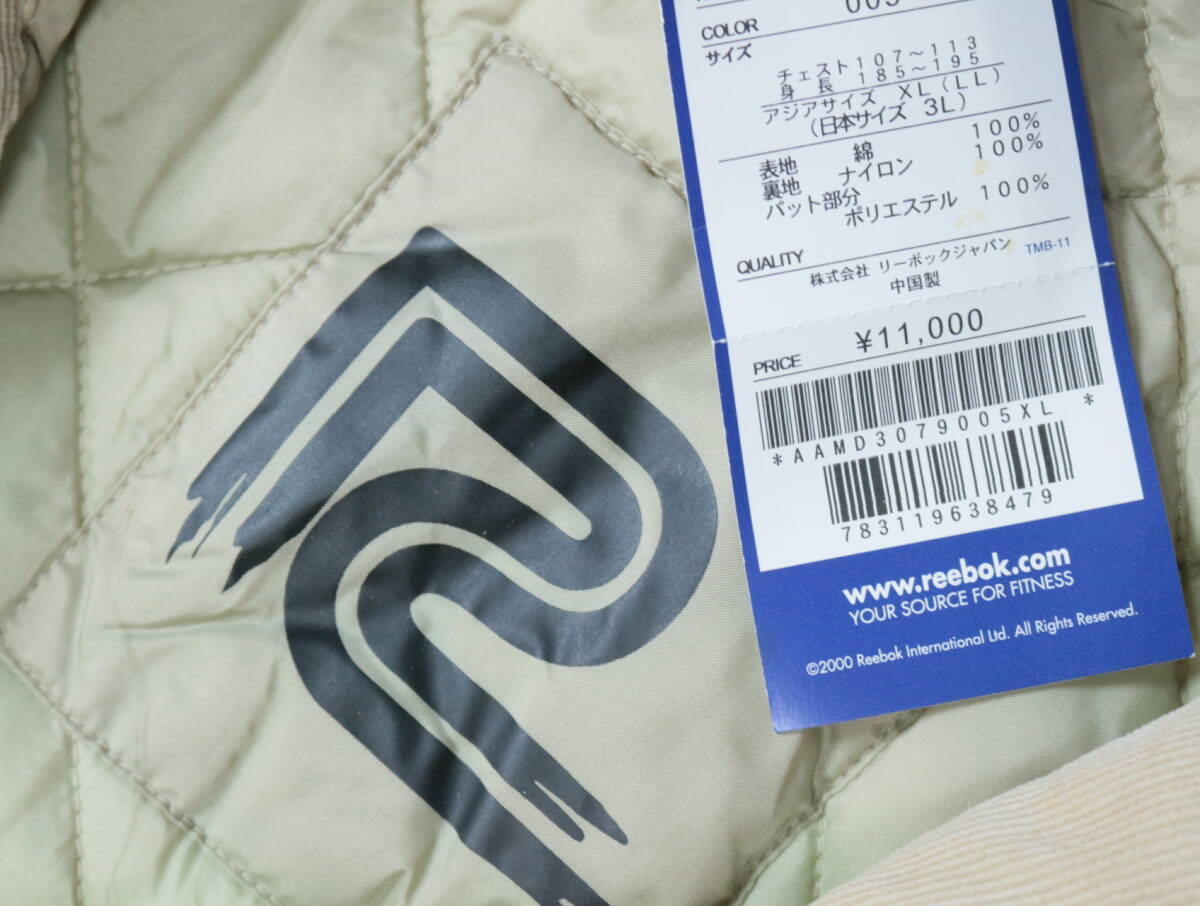 COLOR
サイズ
チェスト107～113
身　長　185～195
アジアサイズ　XL（LL）
（日本サイズ　3L）
表地　　綿　　　　100%
裏地　ナイロン　　100%
パット部分
ポリエステル　100%
QUALITY
株式会社 リーボックジャパン　TMB-11
中国製
PRICE　¥11,000
*AAMD3079005XL*
783119638479
www.reebok.com
YOUR SOURCE FOR FITNESS
©2000 Reebok International Ltd. All Rights Reserved.